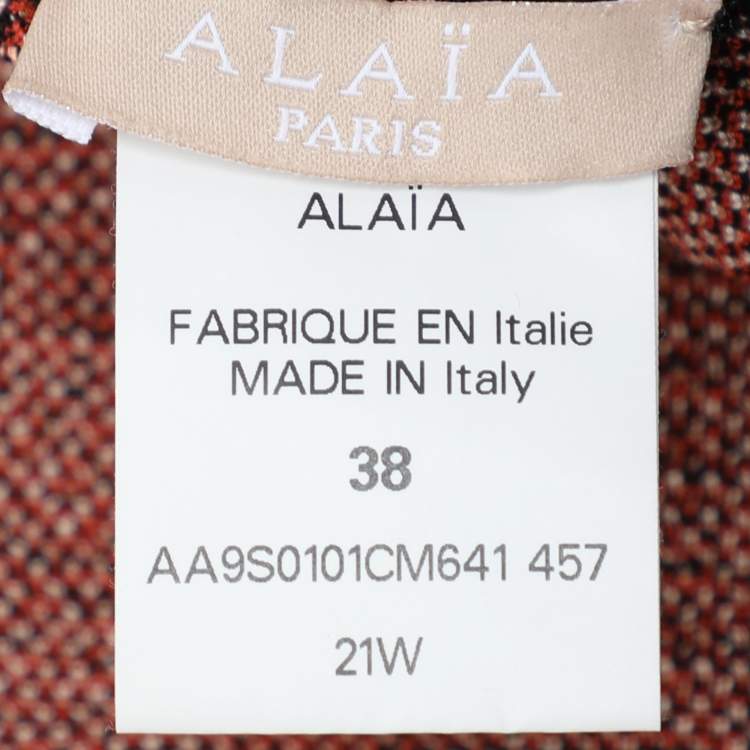 ALAÏA
PARIS
ALAÏA
FABRIQUE EN Italie
MADE IN Italy
38
AA9S0101CM641 457
21W